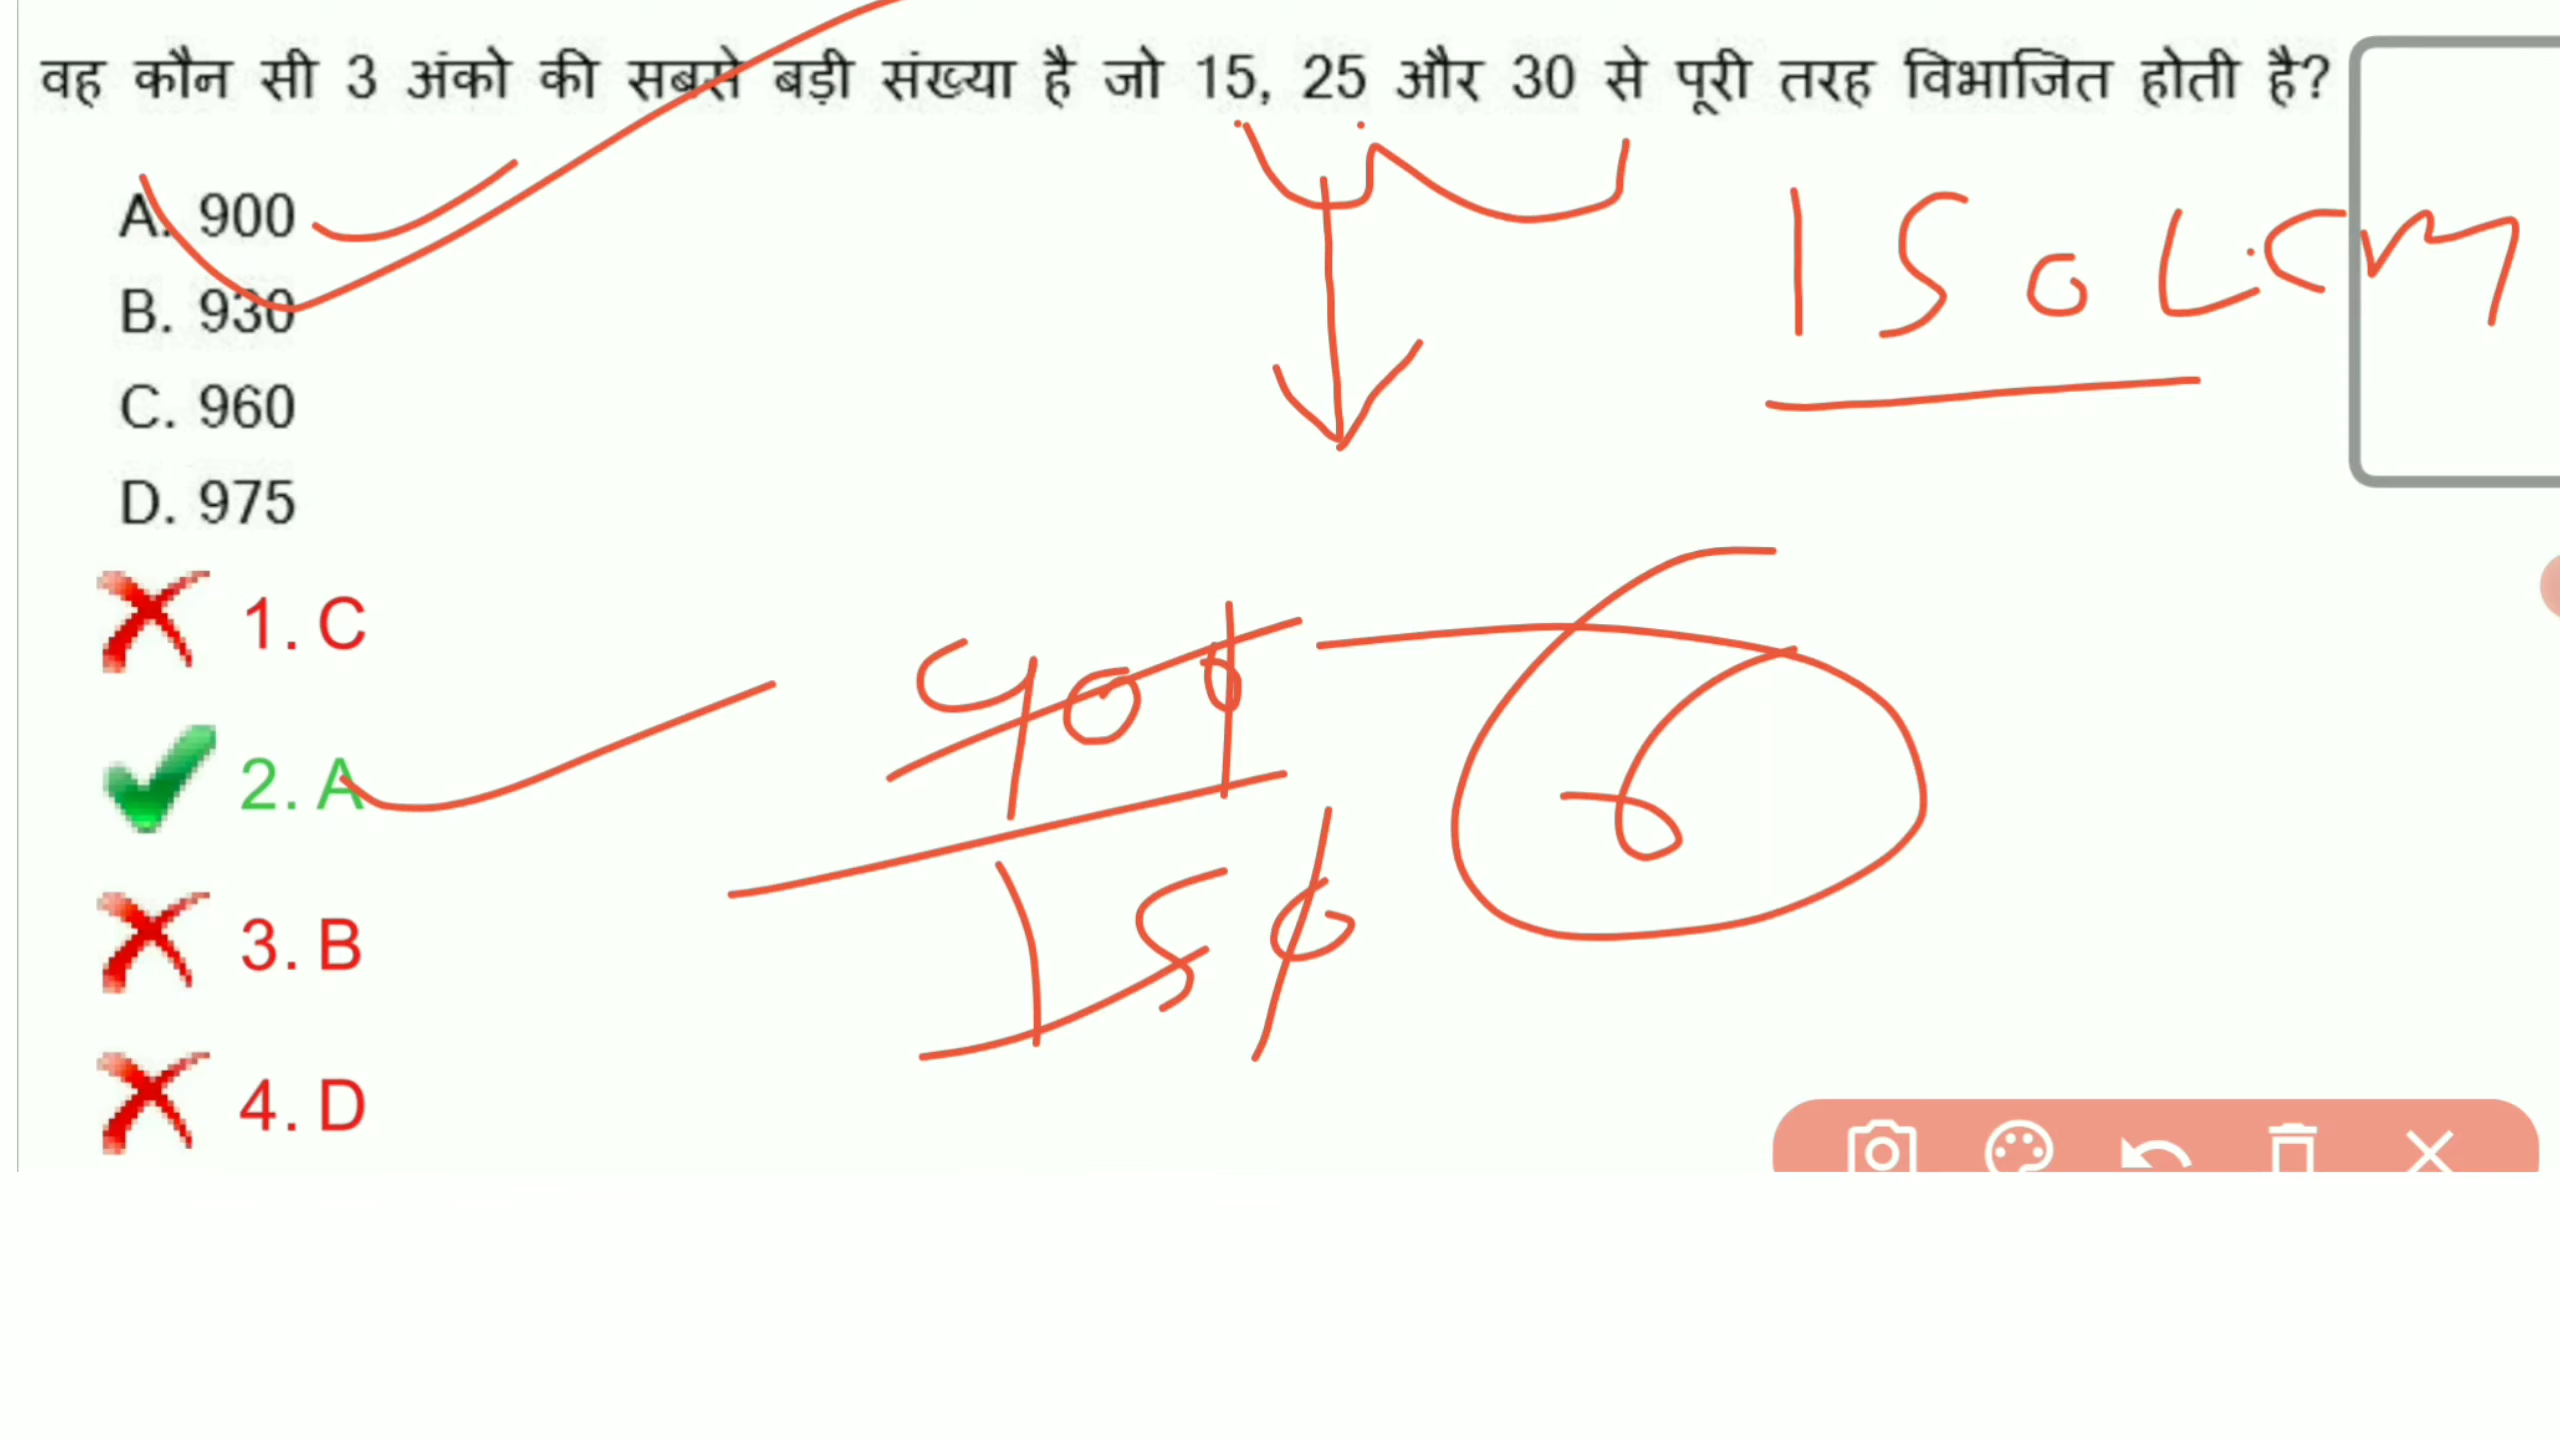 वह कौन सी 3 अंको की सबसे बड़ी संख्या है जो 15, 25 और 30 से पूरी तरह विभाजित होती है?
A. 900
B. 930
C. 960
D. 975
150 L.CM
1. C
2. A
3. B
4. D
900
150
6